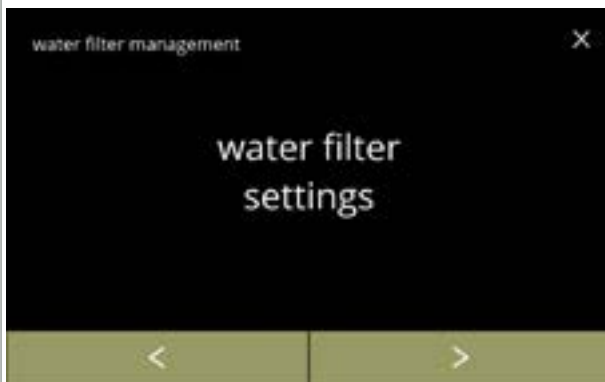 water filter management
×
water filter
settings
< >